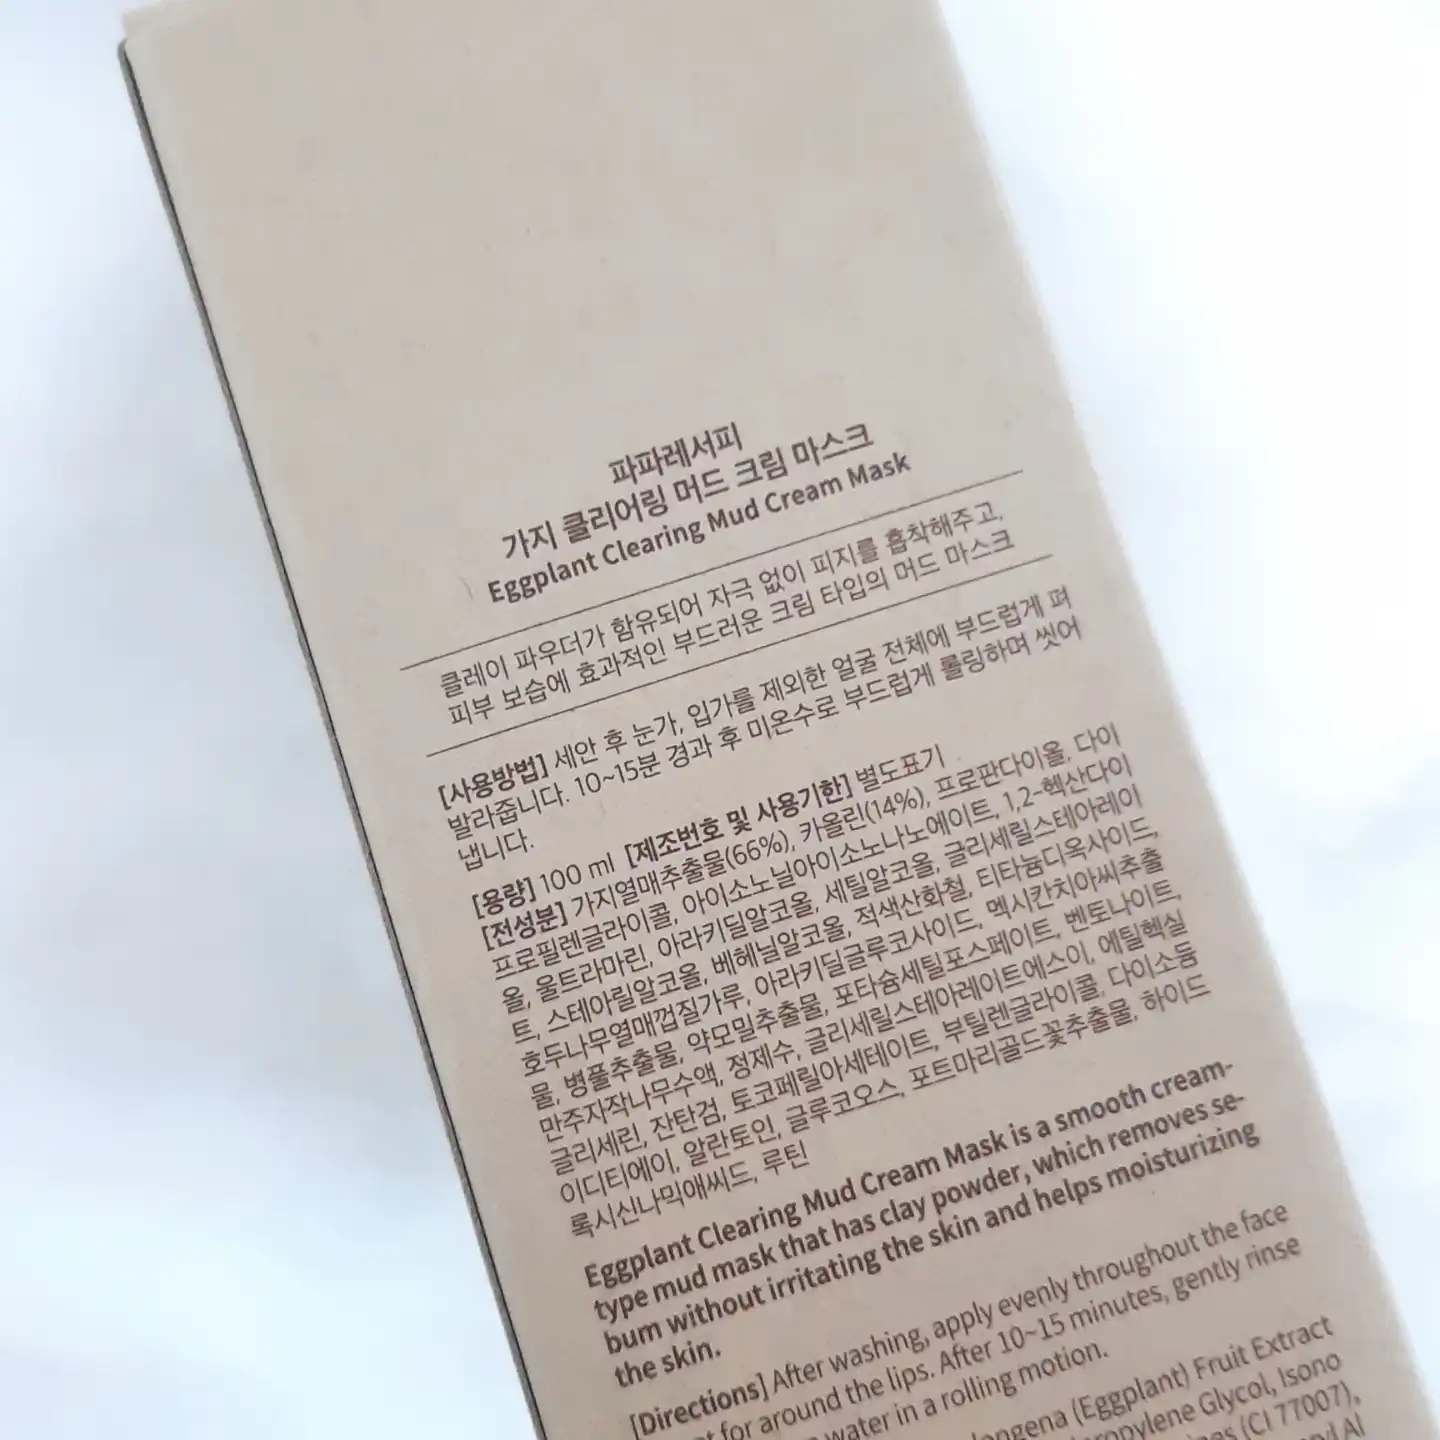 파파레서피
가지 클리어링 머드 크림 마스크
Eggplant Clearing Mud Cream Mask
클레이 파우더가 함유되어 자극 없이 피지를 흡착해주고,
피부 보습에 효과적인 부드러운 크림 타입의 머드 마스크
[사용방법] 세안 후 눈가, 입가를 제외한 얼굴 전체에 부드럽게 펴
발라줍니다. 10~15분 경과 후 미온수로 부드럽게 롤링하며 씻어
냅니다.
[용량] 100 ml [제조번호 및 사용기한] 별도표기
[전성분] 가지열매추출물(66%), 카올린(14%), 프로판다이올, 다이
프로필렌글라이콜, 아이소노닐아이소노나노에이트, 1,2-헥산다이
올, 울트라마린, 아라키딜알코올, 세틸알코올, 글리세릴스테아레이
트, 스테아릴알코올, 베헤닐알코올, 적색산화철, 티타늄디옥사이드,
호두나무열매껍질가루, 아라키딜글루코사이드, 멕시칸치아씨추출
물, 병풀추출물, 약모밀추출물, 포타슘세틸포스페이트, 벤토나이트,
만주자작나무수액, 정제수, 글리세릴스테아레이트에스이, 에틸헥실
글리세린, 잔탄검, 토코페릴아세테이트, 부틸렌글라이콜, 다이소듐
이디티에이, 알란토인, 글루코오스, 포트마리골드꽃추출물, 하이드
록시신나믹애씨드, 루틴
Eggplant Clearing Mud Cream Mask is a smooth cream-
type mud mask that has clay powder, which removes se-
bum without irritating the skin and helps moisturizing
the skin.
[Directions] After washing, apply evenly throughout the face
for around the lips. After 10~15 minutes, gently rinse
water in a rolling motion.
(Eggplant) Fruit Extract
Glycol, Isono
(CI 77007),